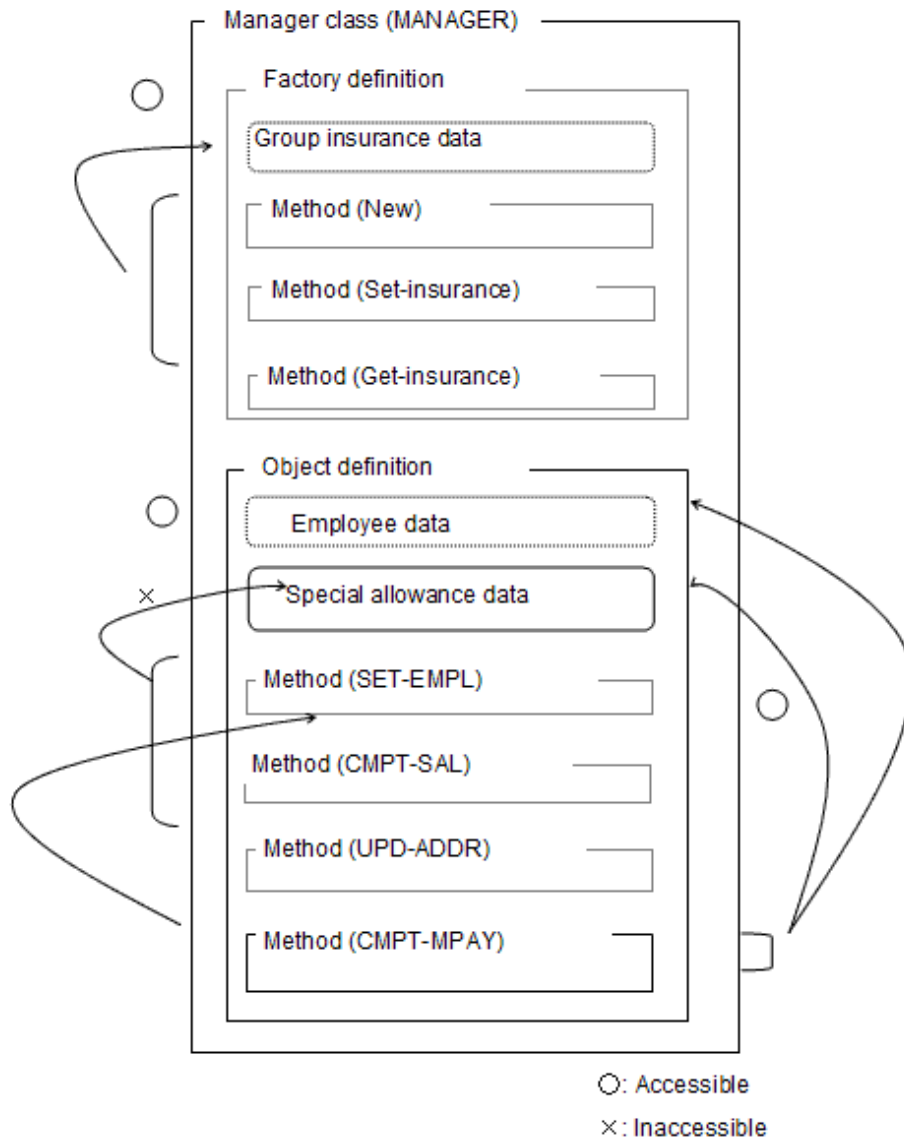 Manager class (MANAGER)
Factory definition
Group insurance data
Method (New)
Method (Set-insurance)
Method (Get-insurance)
Object definition
Employee data
Special allowance data
Method (SET-EMPL)
Method (CMPT-SAL)
Method (UPD-ADDR)
Method (CMPT-MPAY)
○: Accessible
×: Inaccessible